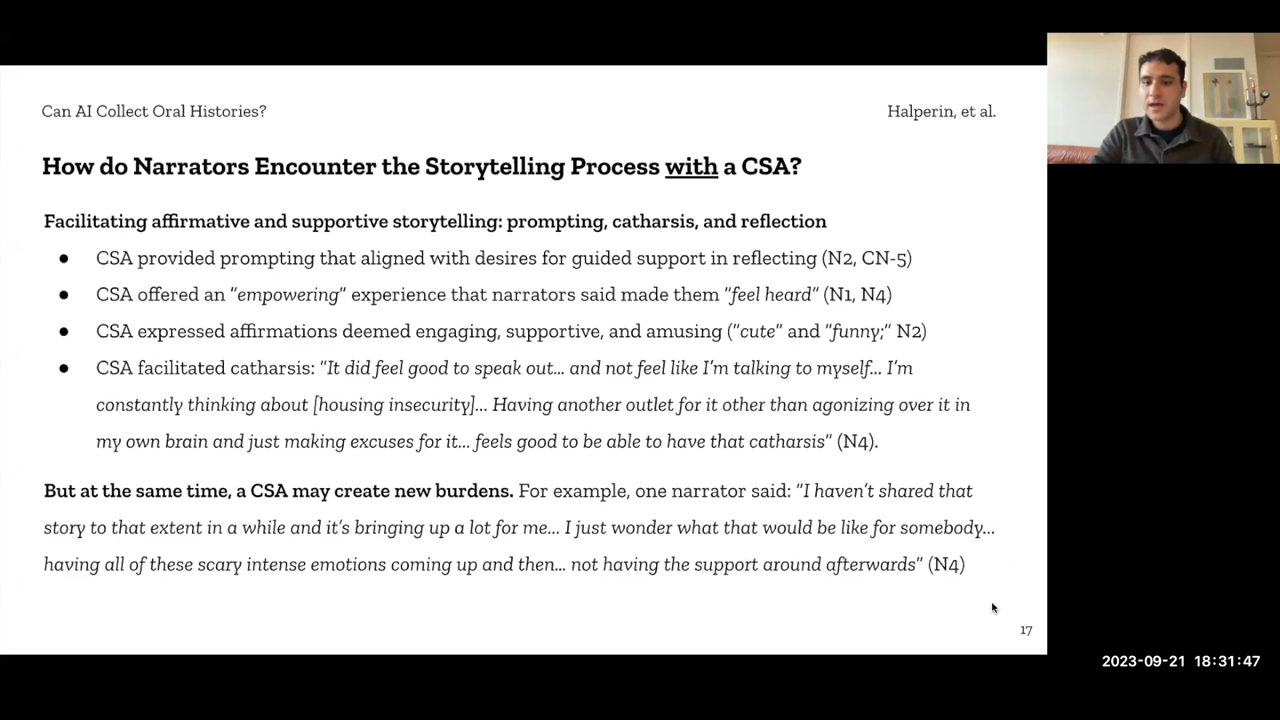 Can AI Collect Oral Histories?
Halperin, et al.
How do Narrators Encounter the Storytelling Process with a CSA?
Facilitating affirmative and supportive storytelling: prompting, catharsis, and reflection
● CSA provided prompting that aligned with desires for guided support in reflecting (N2, CN-5)
● CSA offered an “empowering” experience that narrators said made them “feel heard” (N1, N4)
● CSA expressed affirmations deemed engaging, supportive, and amusing (“cute” and “funny;” N2)
● CSA facilitated catharsis: “It did feel good to speak out… and not feel like I’m talking to myself… I’m
constantly thinking about [housing insecurity]… Having another outlet for it other than agonizing over it in
my own brain and just making excuses for it… feels good to be able to have that catharsis” (N4).
But at the same time, a CSA may create new burdens. For example, one narrator said: “I haven’t shared that
story to that extent in a while and it’s bringing up a lot for me… I just wonder what that would be like for somebody…
having all of these scary intense emotions coming up and then… not having the support around afterwards” (N4)
17
2023-09-21 18:31:47